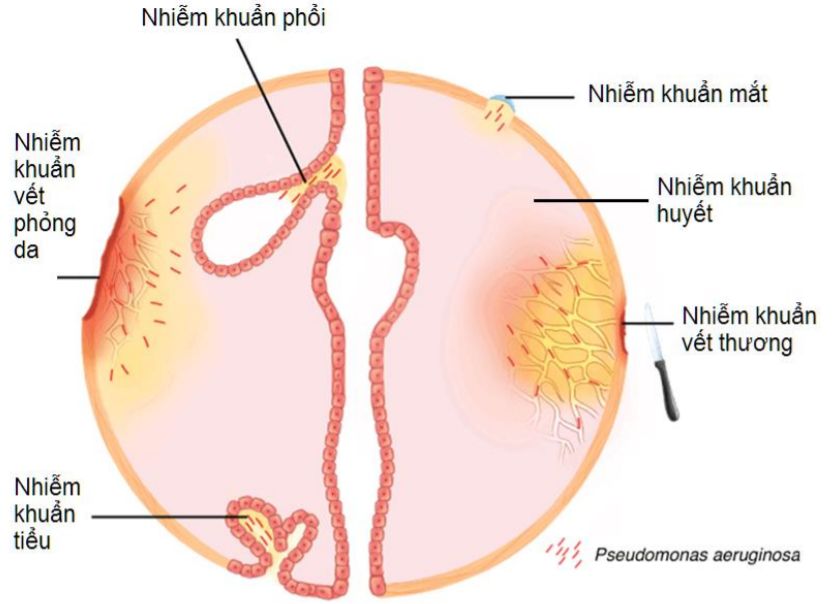 Nhiễm khuẩn phổi
Nhiễm khuẩn mắt
Nhiễm
khuẩn
vết
phỏng
da
Nhiễm khuẩn
huyết
Nhiễm khuẩn
vết thương
Nhiễm
khuẩn
tiểu
Pseudomonas aeruginosa